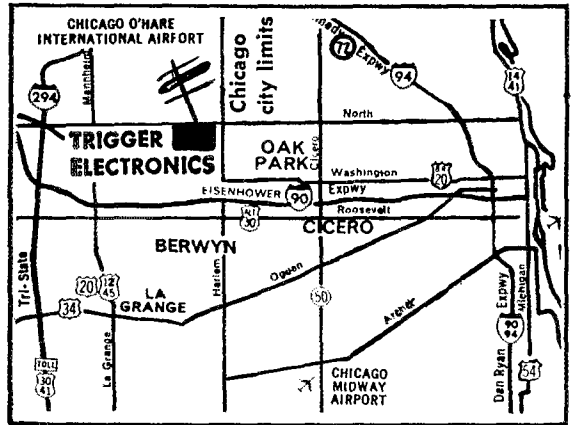 CHICAGO O'HARE
INTERNATIONAL AIRPORT
Chicago
city limits
Expwy
94
14
41
294
Mannheim
North
TRIGGER
ELECTRONICS
OAK
PARK
Cicero
Washington
20
EISENHOWER
90
Expwy
ALT
30
Roosevelt
CICERO
BERWYN
Harlem
Ogden
Tri-State
20
12
45
LA
GRANGE
34
50
Archer
Expwy
Michigan
90
94
La Grange
TOLL
30
41
CHICAGO
MIDWAY
AIRPORT
Dan Ryan
54